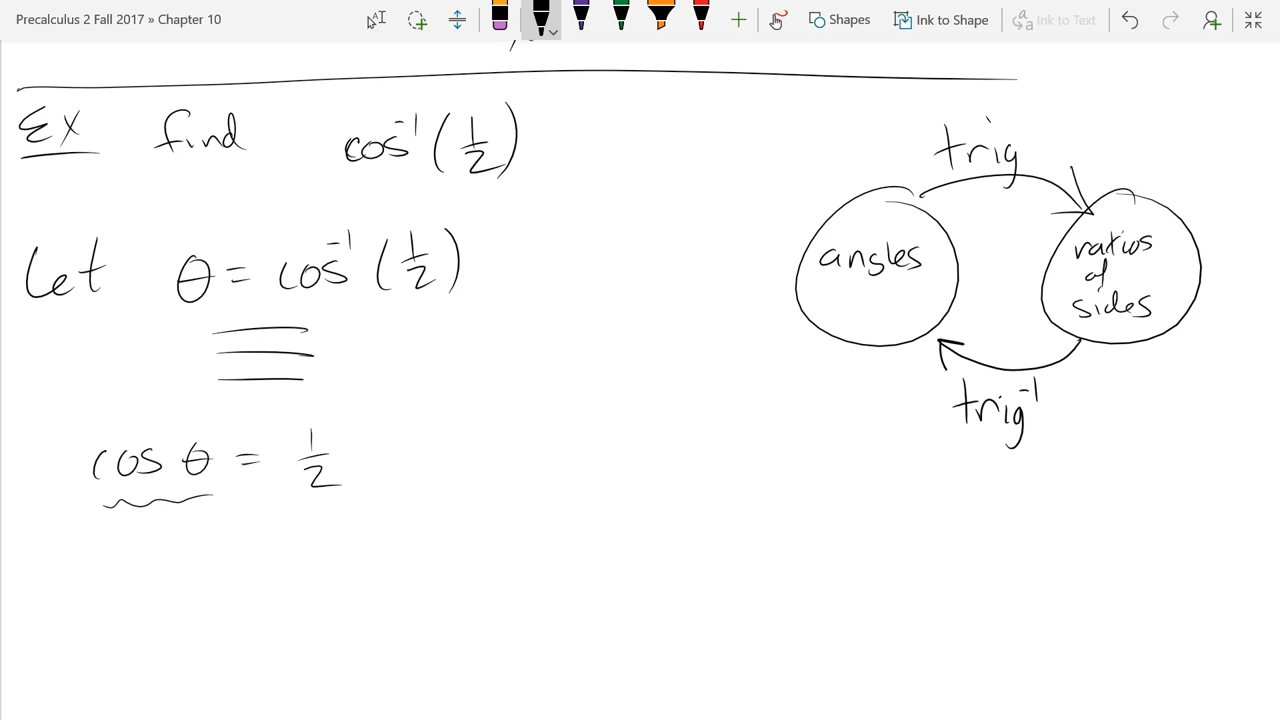 Precalculus 2 Fall 2017 » Chapter 10
Shapes
Ink to Shape
Ink to Text
Ex find cos⁻¹(1/2)
Let θ = cos⁻¹(1/2)
cos θ = 1/2
trig
angles
ratios
of
sides
trig⁻¹